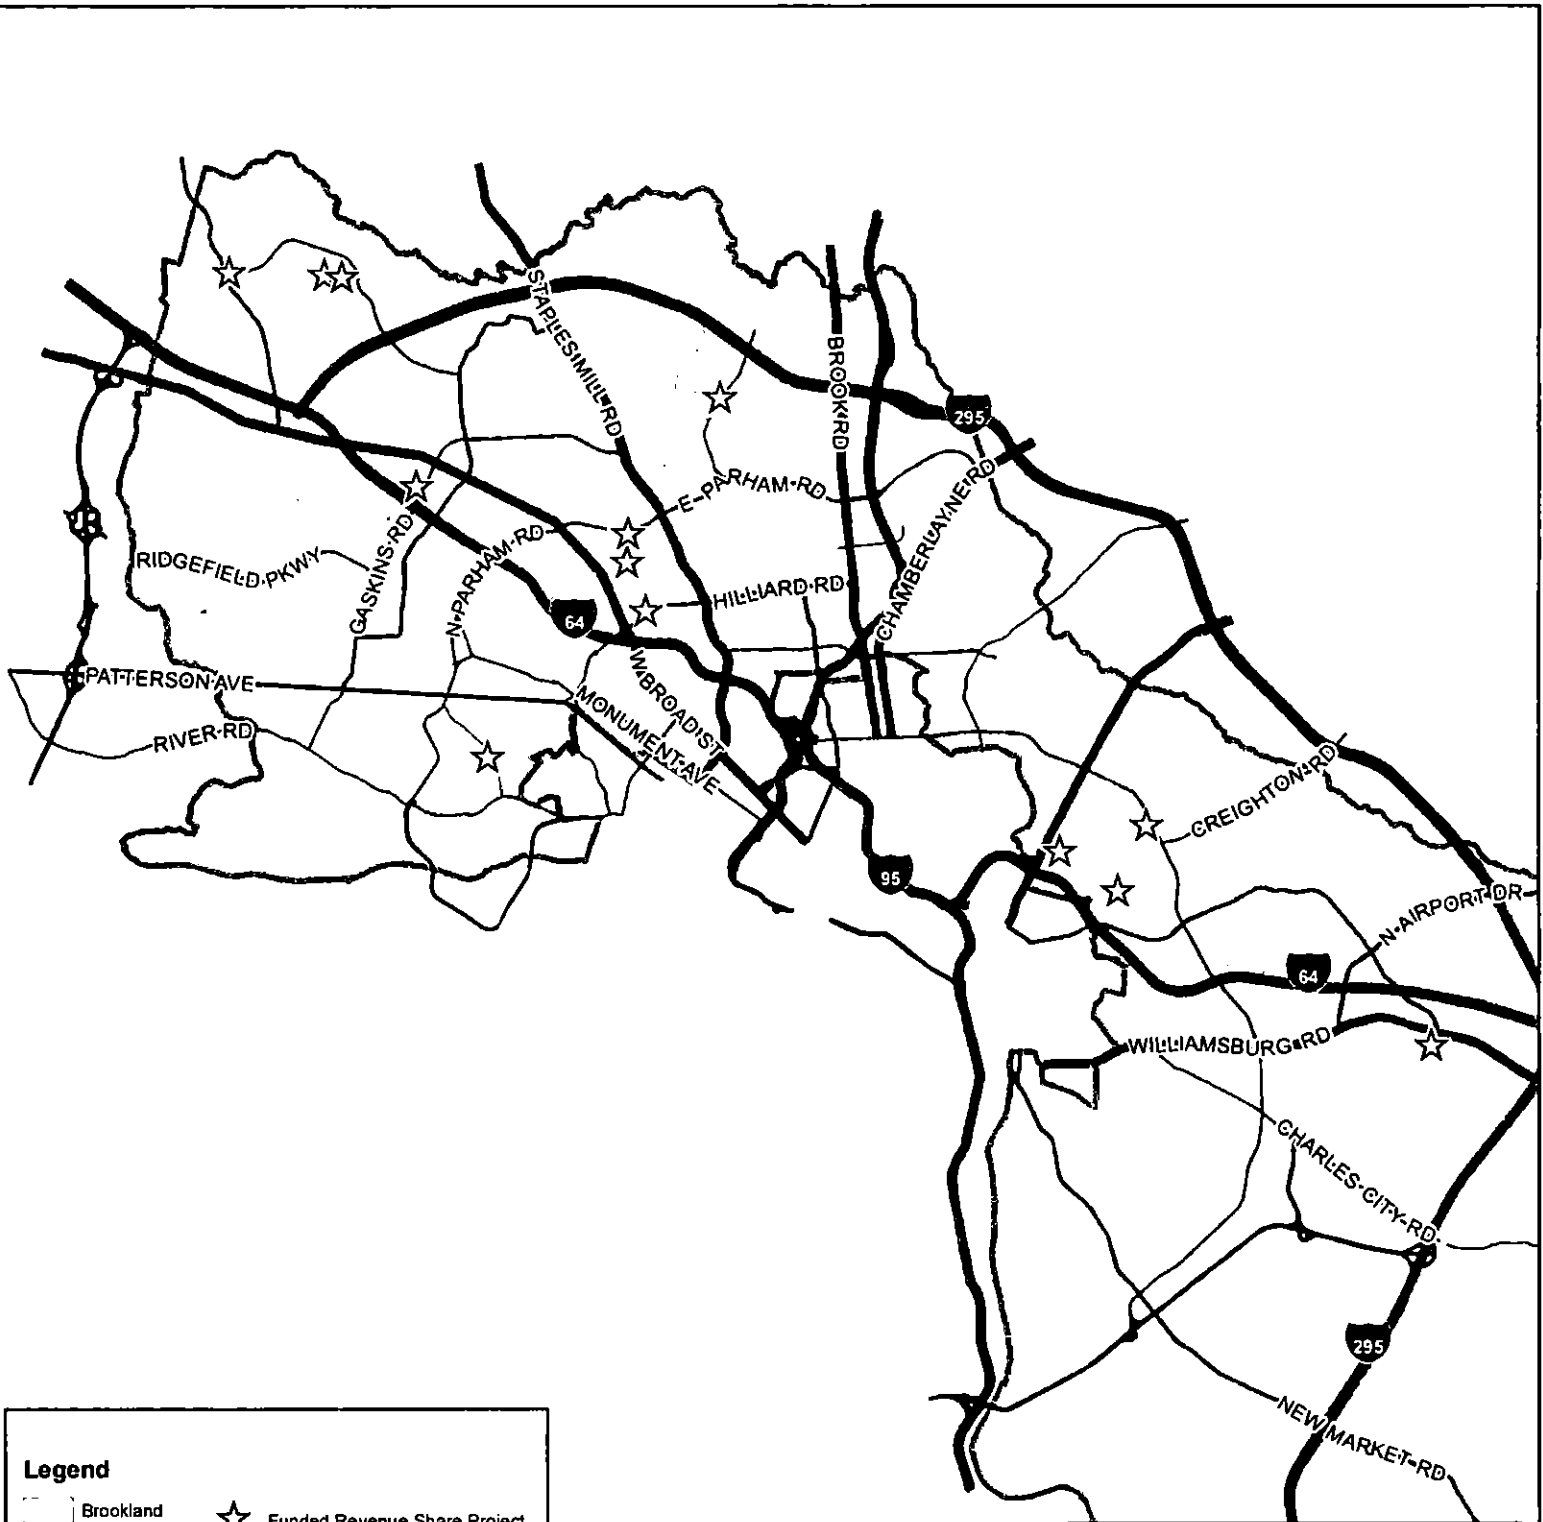 STAPLES MILL RD
BROOK RD
295
E PARHAM RD
CHAMBERLAYNE RD
N PARHAM RD
GASKINS RD
RIDGEFIELD PKWY
HILLIARD RD
64
PATTERSON AVE
W BROAD ST
MONUMENT AVE
RIVER RD
CREIGHTON RD
95
N AIRPORT DR
64
WILLIAMSBURG RD
CHARLES CITY RD
295
NEW MARKET RD
Legend
Brookland
Funded Revenue Share Project